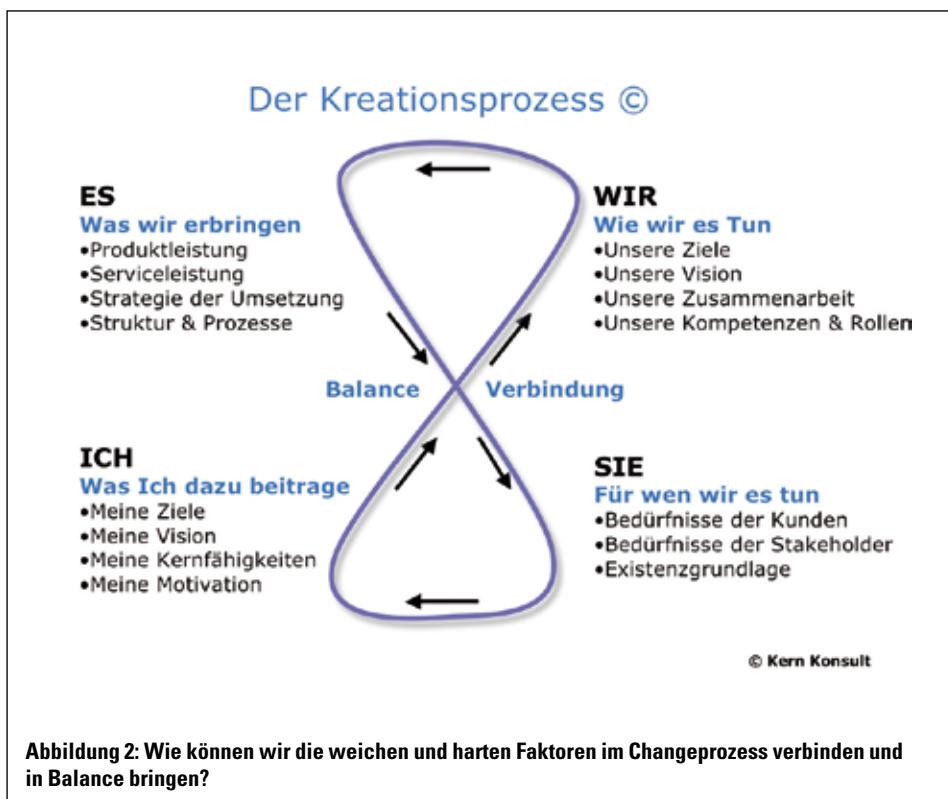 Der Kreationsprozess ©
ES
Was wir erbringen
•Produktleistung
•Serviceleistung
•Strategie der Umsetzung
•Struktur & Prozesse
WIR
Wie wir es Tun
•Unsere Ziele
•Unsere Vision
•Unsere Zusammenarbeit
•Unsere Kompetenzen & Rollen
Balance
Verbindung
ICH
Was Ich dazu beitrage
•Meine Ziele
•Meine Vision
•Meine Kernfähigkeiten
•Meine Motivation
SIE
Für wen wir es tun
•Bedürfnisse der Kunden
•Bedürfnisse der Stakeholder
•Existenzgrundlage
© Kern Konsult
Abbildung 2: Wie können wir die weichen und harten Faktoren im Changeprozess verbinden und
in Balance bringen?